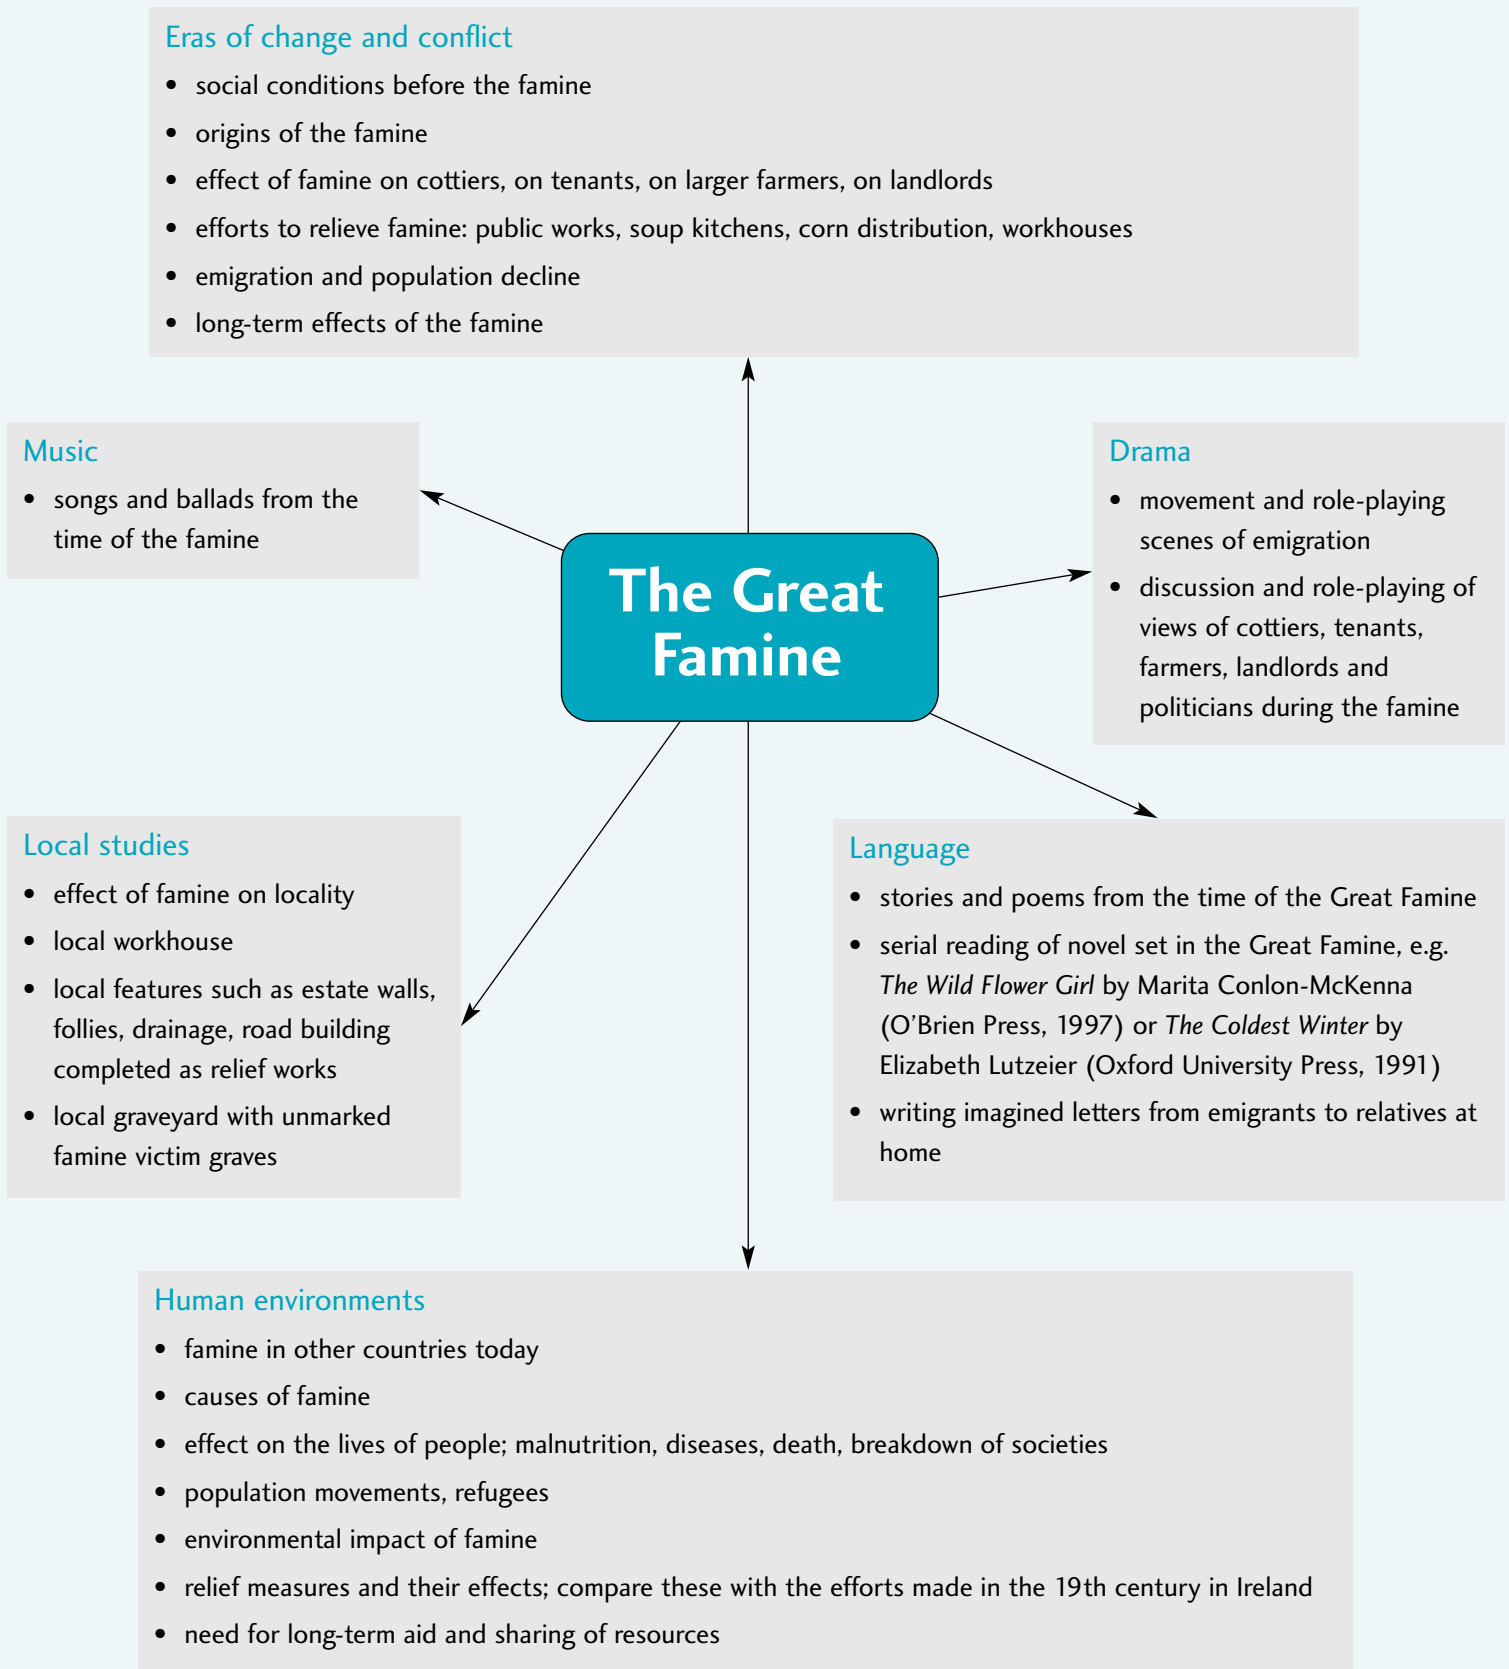 Eras of change and conflict
• social conditions before the famine
• origins of the famine
• effect of famine on cottiers, on tenants, on larger farmers, on landlords
• efforts to relieve famine: public works, soup kitchens, corn distribution, workhouses
• emigration and population decline
• long-term effects of the famine
Music
• songs and ballads from the
time of the famine
Drama
• movement and role-playing
scenes of emigration
• discussion and role-playing of
views of cottiers, tenants,
farmers, landlords and
politicians during the famine
The Great
Famine
Local studies
• effect of famine on locality
• local workhouse
• local features such as estate walls,
follies, drainage, road building
completed as relief works
• local graveyard with unmarked
famine victim graves
Language
• stories and poems from the time of the Great Famine
• serial reading of novel set in the Great Famine, e.g.
The Wild Flower Girl by Marita Conlon-McKenna
(O’Brien Press, 1997) or The Coldest Winter by
Elizabeth Lutzeier (Oxford University Press, 1991)
• writing imagined letters from emigrants to relatives at
home
Human environments
• famine in other countries today
• causes of famine
• effect on the lives of people; malnutrition, diseases, death, breakdown of societies
• population movements, refugees
• environmental impact of famine
• relief measures and their effects; compare these with the efforts made in the 19th century in Ireland
• need for long-term aid and sharing of resources